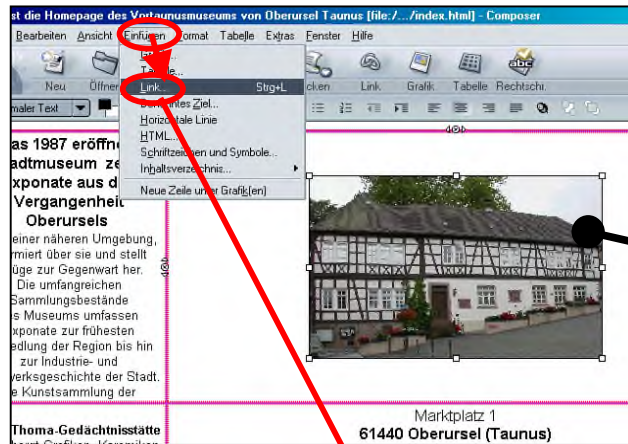 ist die Homepage des Vortaunusmuseums von Oberursel Taunus [file:/.../index.html] - Composer
Bearbeiten Ansicht Einfügen Format Tabelle Extras Fenster Hilfe
Neu Öffnen Link Grafik Tabelle Rechtschr.
Link... Strg+L
Ziel...
Horizontale Linie
HTML...
Schriftzeichen und Symbole...
Inhaltsverzeichnis...
Neue Zeile unter Grafik(en)
maler Text
as 1987 eröffn
adtmuseum ze
xponate aus d
Vergangenheit
Oberursels
einer näheren Umgebung,
rmiert über sie und stellt
üge zur Gegenwart her.
Die umfangreichen
Sammlungsbestände
s Museums umfassen
xponate zur frühesten
edlung der Region bis hin
zur Industrie- und
verksgeschichte der Stadt.
e Kunstsammlung der
Thoma-Gedächtnisstätte
Marktplatz 1
61440 Oberursel (Taunus)